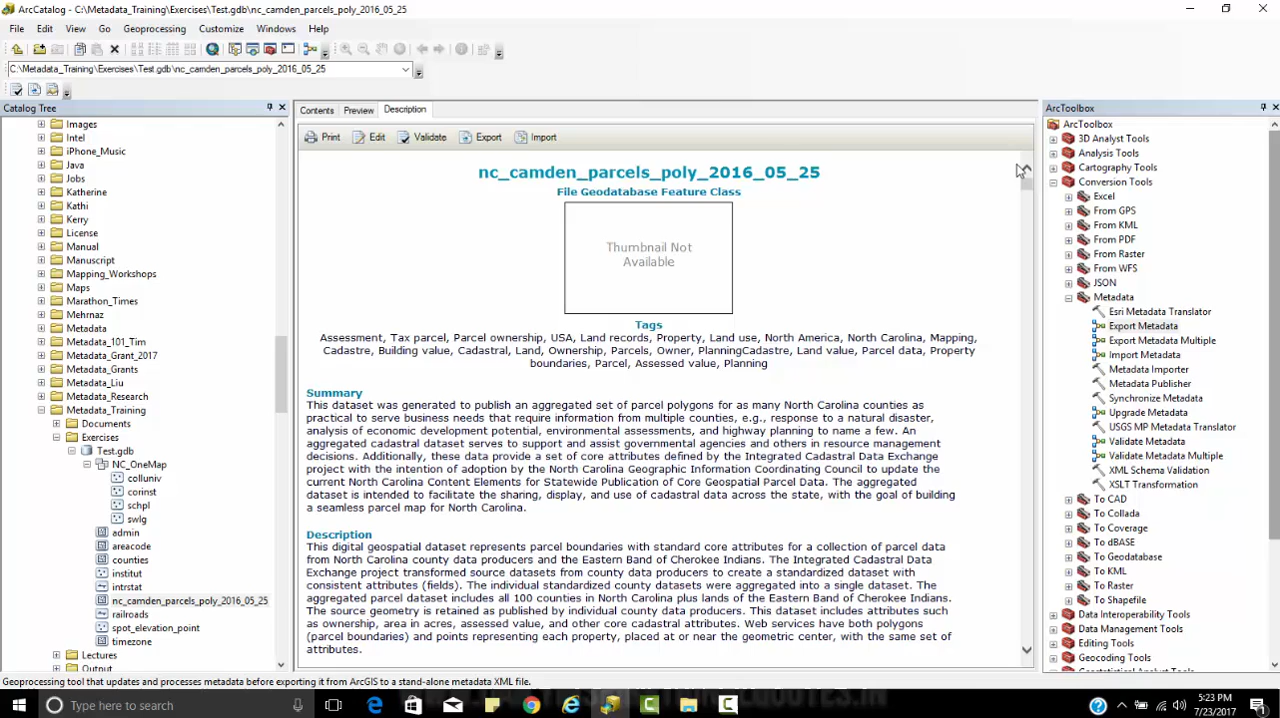 ArcCatalog - C:\Metadata_Training\Exercises\Test.gdb\nc_camden_parcels_poly_2016_05_25
File Edit View Go Geoprocessing Customize Windows Help
C:\Metadata_Training\Exercises\Test.gdb\nc_camden_parcels_poly_2016_05_25
Catalog Tree
Images
Intel
iPhone_Music
Java
Jobs
Katherine
Kathi
Kerry
License
Manual
Manuscript
Mapping_Workshops
Maps
Marathon_Times
Mehrnaz
Metadata
Metadata_101_Tim
Metadata_Grant_2017
Metadata_Grants
Metadata_Liu
Metadata_Research
Metadata_Training
Documents
Exercises
Test.gdb
NC_OneMap
colluniv
corinst
schpl
swlg
admin
areacode
counties
institut
intrstat
nc_camden_parcels_poly_2016_05_25
railroads
spot_elevation_point
timezone
Lectures
Output
Contents Preview Description
Print Edit Validate Export Import
nc_camden_parcels_poly_2016_05_25
File Geodatabase Feature Class
Thumbnail Not
Available
Tags
Assessment, Tax parcel, Parcel ownership, USA, Land records, Property, Land use, North America, North Carolina, Mapping,
Cadastre, Building value, Cadastral, Land, Ownership, Parcels, Owner, PlanningCadastre, Land value, Parcel data, Property
boundaries, Parcel, Assessed value, Planning
Summary
This dataset was generated to publish an aggregated set of parcel polygons for as many North Carolina counties as
practical to serve business needs that require information from multiple counties, e.g., response to a natural disaster,
analysis of economic development potential, environmental assessments, and highway planning to name a few. An
aggregated cadastral dataset serves to support and assist governmental agencies and others in resource management
decisions. Additionally, these data provide a set of core attributes defined by the Integrated Cadastral Data Exchange
project with the intention of adoption by the North Carolina Geographic Information Coordinating Council to update the
current North Carolina Content Elements for Statewide Publication of Core Geospatial Parcel Data. The aggregated
dataset is intended to facilitate the sharing, display, and use of cadastral data across the state, with the goal of building
a seamless parcel map for North Carolina.
Description
This digital geospatial dataset represents parcel boundaries with standard core attributes for a collection of parcel data
from North Carolina county data producers and the Eastern Band of Cherokee Indians. The Integrated Cadastral Data
Exchange project transformed source datasets from county data producers to create a standardized dataset with
consistent attributes (fields). The individual standardized county datasets were aggregated into a single dataset. The
aggregated parcel dataset includes all 100 counties in North Carolina plus lands of the Eastern Band of Cherokee Indians.
The source geometry is retained as published by individual county data producers. This dataset includes attributes such
as ownership, area in acres, assessed value, and other core cadastral attributes. Web services have both polygons
(parcel boundaries) and points representing each property, placed at or near the geometric center, with the same set of
attributes.
ArcToolbox
ArcToolbox
3D Analyst Tools
Analysis Tools
Cartography Tools
Conversion Tools
Excel
From GPS
From KML
From PDF
From Raster
From WFS
JSON
Metadata
Esri Metadata Translator
Export Metadata
Export Metadata Multiple
Import Metadata
Metadata Importer
Metadata Publisher
Synchronize Metadata
Upgrade Metadata
USGS MP Metadata Translator
Validate Metadata
Validate Metadata Multiple
XML Schema Validation
XSLT Transformation
To CAD
To Collada
To Coverage
To dBASE
To Geodatabase
To KML
To Raster
To Shapefile
Data Interoperability Tools
Data Management Tools
Editing Tools
Geocoding Tools
Geostatistical Analyst Tools
Geoprocessing tool that updates and processes metadata before exporting it from ArcGIS to a stand-alone metadata XML file.
Type here to search
5:23 PM
7/23/2017